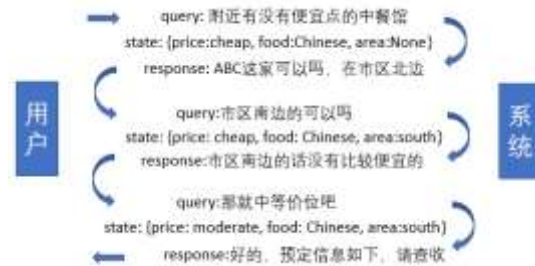 query: 附近有没有便宜点的中餐馆
state: {price:cheap, food:Chinese, area:None}
response: ABC这家可以吗，在市区北边
用户
系统
query:市区南边的可以吗
state: {price: cheap, food: Chinese, area:south}
response:市区南边的话没有比较便宜的
query:那就中等价位吧
state: {price: moderate, food: Chinese, area:south}
response:好的，预定信息如下，请查收